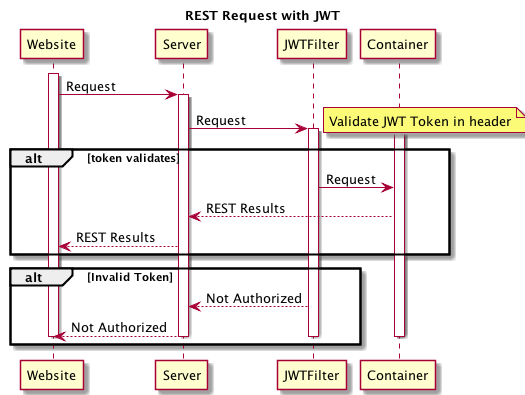 REST Request with JWT
Website
Server
JWTFilter
Container
Request
Request
Validate JWT Token in header
alt
[token validates]
Request
REST Results
REST Results
alt
[Invalid Token]
Not Authorized
Not Authorized
Website
Server
JWTFilter
Container